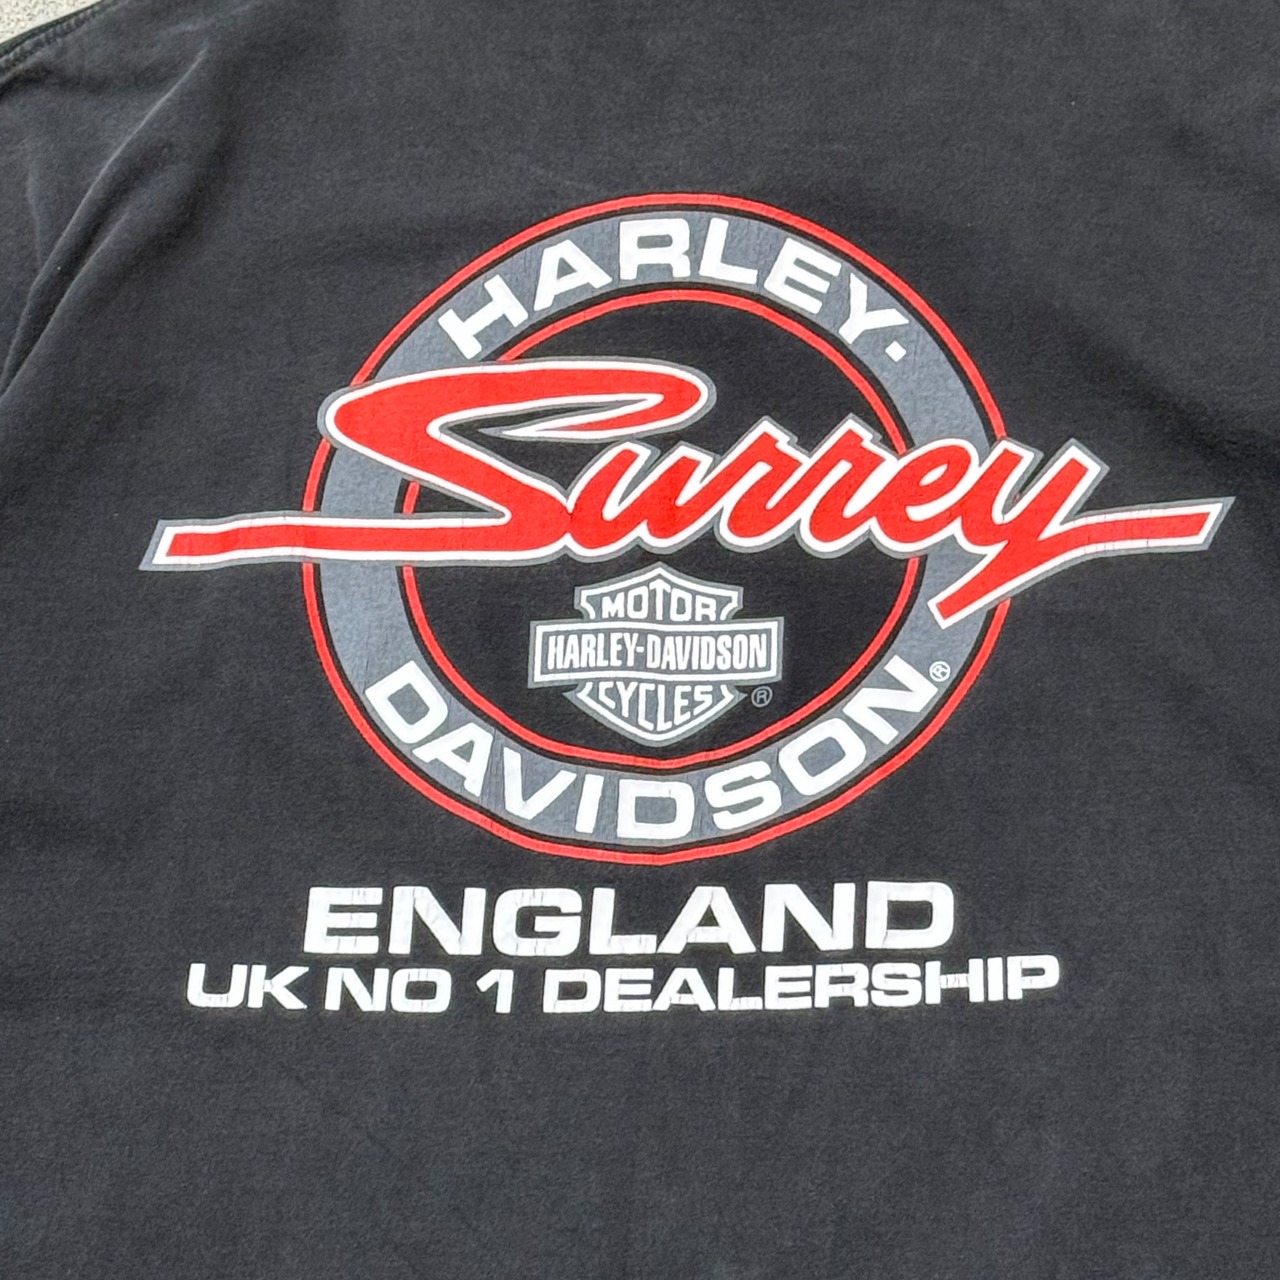 HARLEY-
Surrey
MOTOR
HARLEY-DAVIDSON
CYCLES
®
DAVIDSON®
ENGLAND
UK NO 1 DEALERSHIP